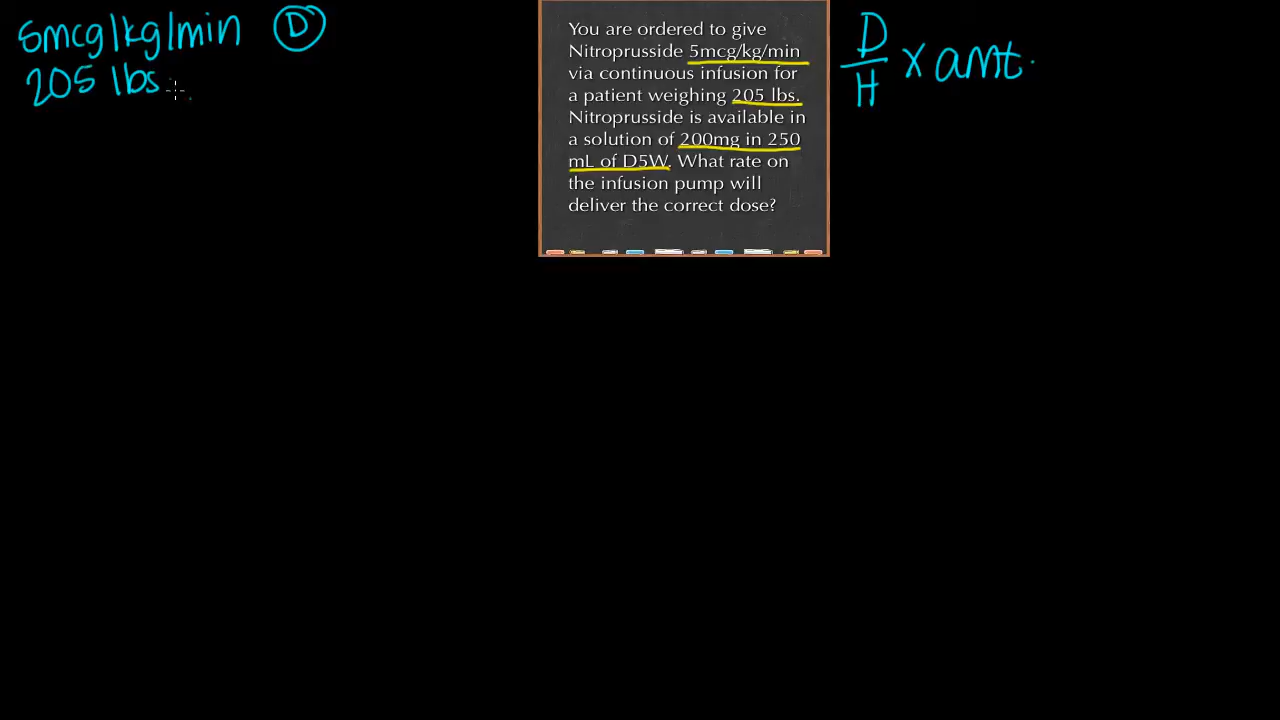 5mcg/kg/min D
205 lbs.
You are ordered to give
Nitroprusside 5mcg/kg/min
via continuous infusion for
a patient weighing 205 lbs.
Nitroprusside is available in
a solution of 200mg in 250
mL of D5W. What rate on
the infusion pump will
deliver the correct dose?
D
H
x amt.